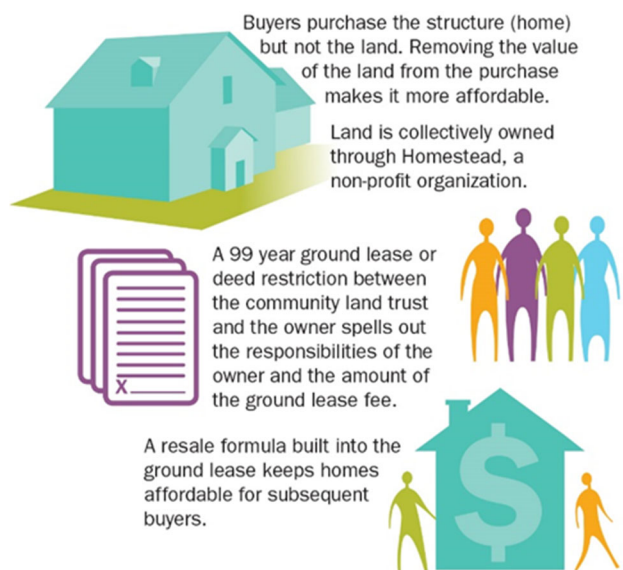 Buyers purchase the structure (home)
but not the land. Removing the value
of the land from the purchase
makes it more affordable.
Land is collectively owned
through Homestead, a
non-profit organization.
A 99 year ground lease or
deed restriction between
the community land trust
and the owner spells out
the responsibilities of the
owner and the amount of
the ground lease fee.
X
A resale formula built into the
ground lease keeps homes
affordable for subsequent
buyers.
$